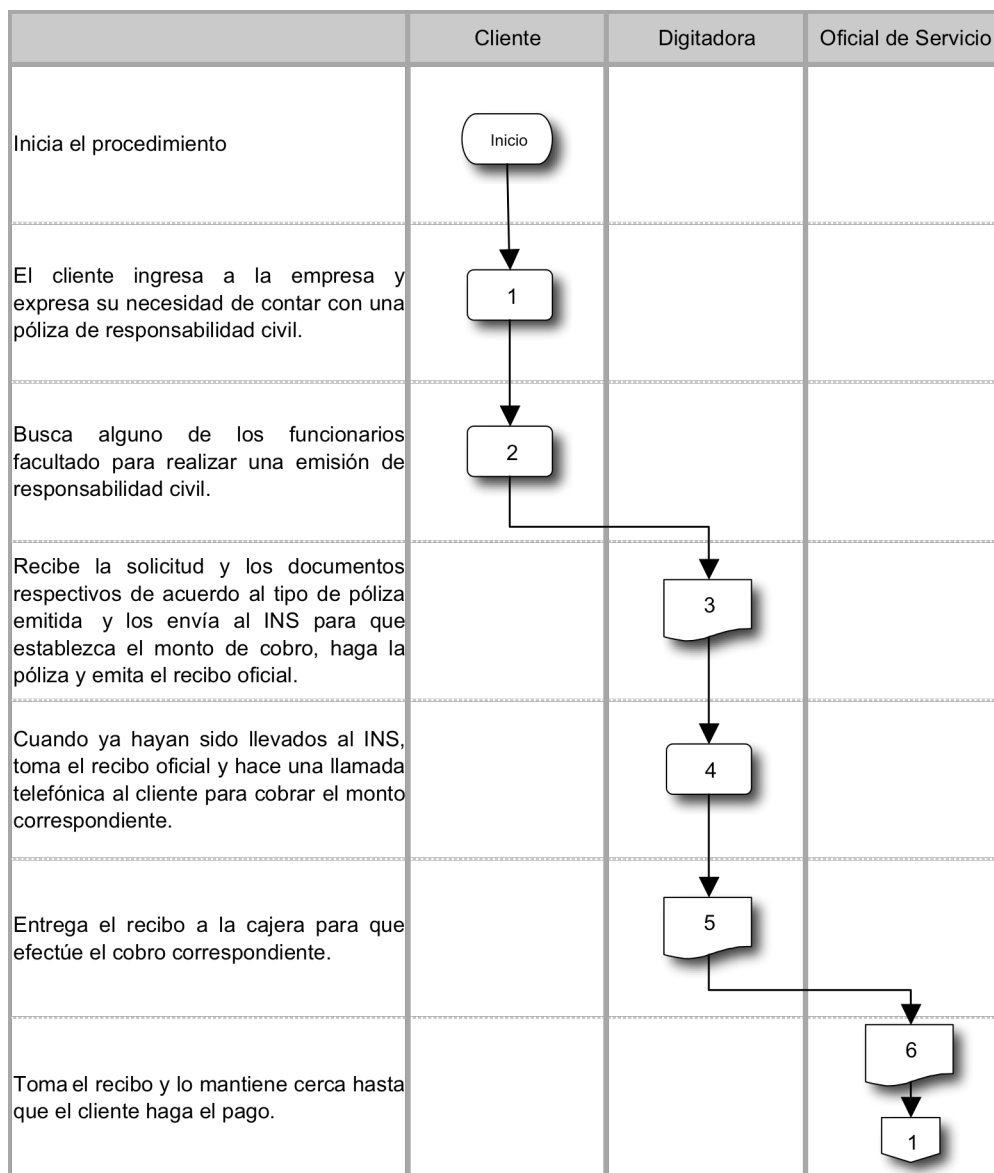 Cliente Digitadora Oficial de Servicio
Inicia el procedimiento
Inicio
El cliente ingresa a la empresa y
expresa su necesidad de contar con una
póliza de responsabilidad civil.
1
Busca alguno de los funcionarios
facultado para realizar una emisión de
responsabilidad civil.
2
Recibe la solicitud y los documentos
respectivos de acuerdo al tipo de póliza
emitida y los envía al INS para que
establezca el monto de cobro, haga la
póliza y emita el recibo oficial.
3
Cuando ya hayan sido llevados al INS,
toma el recibo oficial y hace una llamada
telefónica al cliente para cobrar el monto
correspondiente.
4
Entrega el recibo a la cajera para que
efectúe el cobro correspondiente.
5
Toma el recibo y lo mantiene cerca hasta
que el cliente haga el pago.
6
1